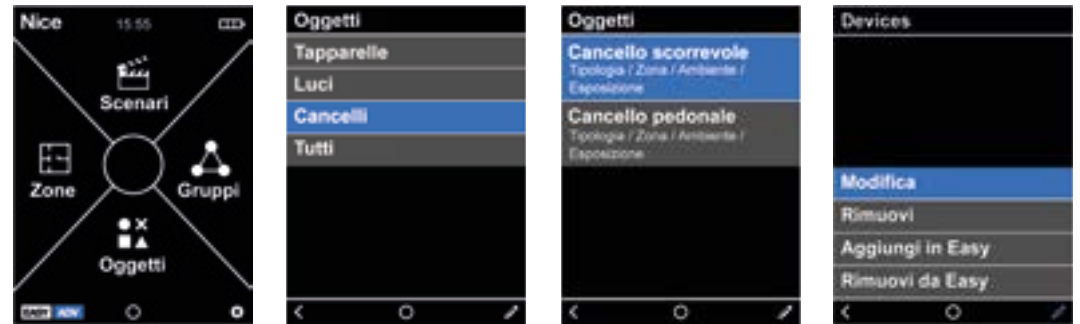 Nice 15:55
Scenari
Zone
Gruppi
Oggetti
EASY ADV
Oggetti
Tapparelle
Luci
Cancelli
Tutti
Oggetti
Cancello scorrevole
Tipologia / Zona / Ambiente /
Esposizione
Cancello pedonale
Tipologia / Zona / Ambiente /
Esposizione
Devices
Modifica
Rimuovi
Aggiungi in Easy
Rimuovi da Easy